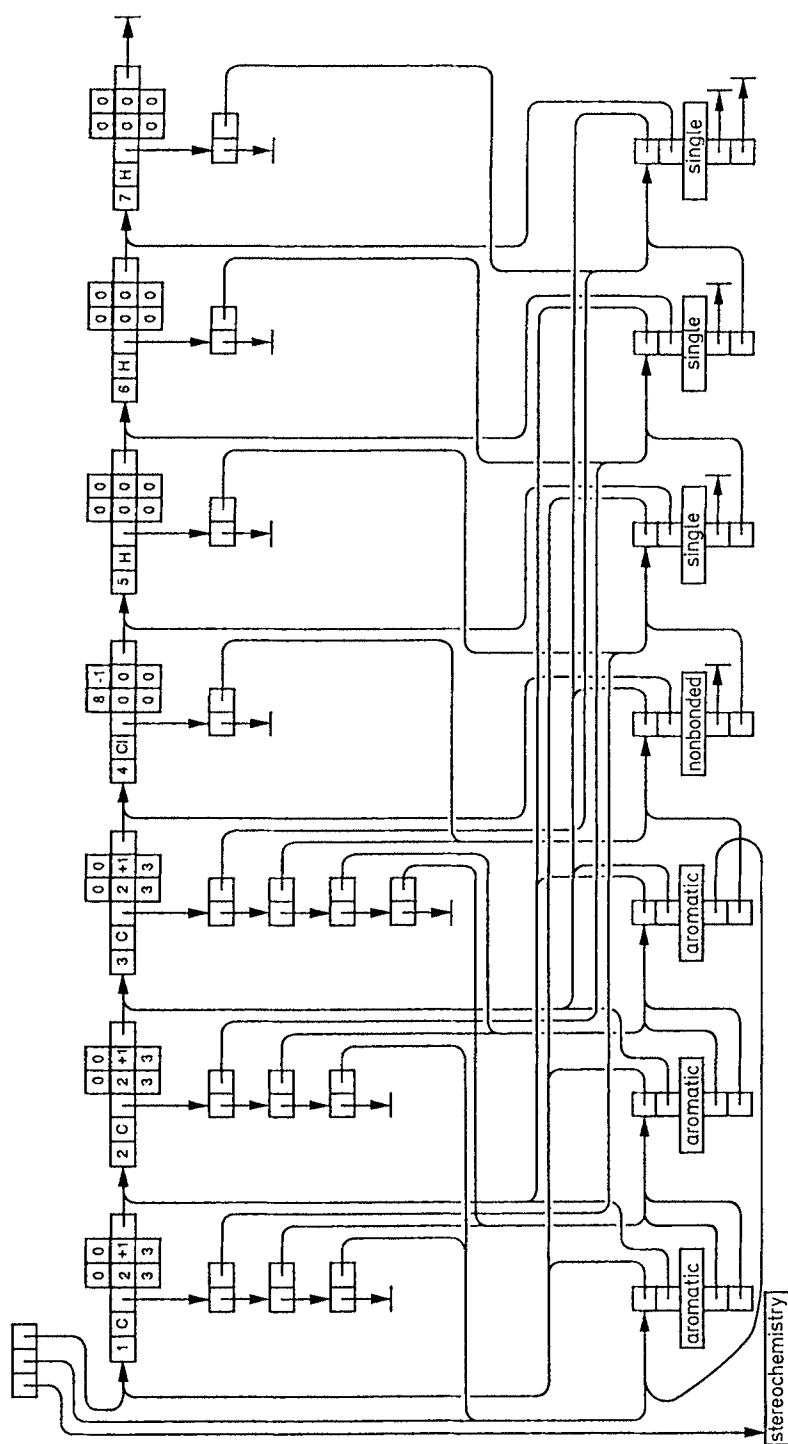 0 0 0 0 0 0 8 -1 0 0 0 0 0 0
1 C 2 +1 2 C 2 +1 3 C 2 +1 4 Cl 0 0 5 H 0 0 6 H 0 0 7 H 0 0
3 3 3 3 3 3 0 0 0 0 0 0 0 0
aromatic aromatic aromatic nonbonded single single single
stereochemistry